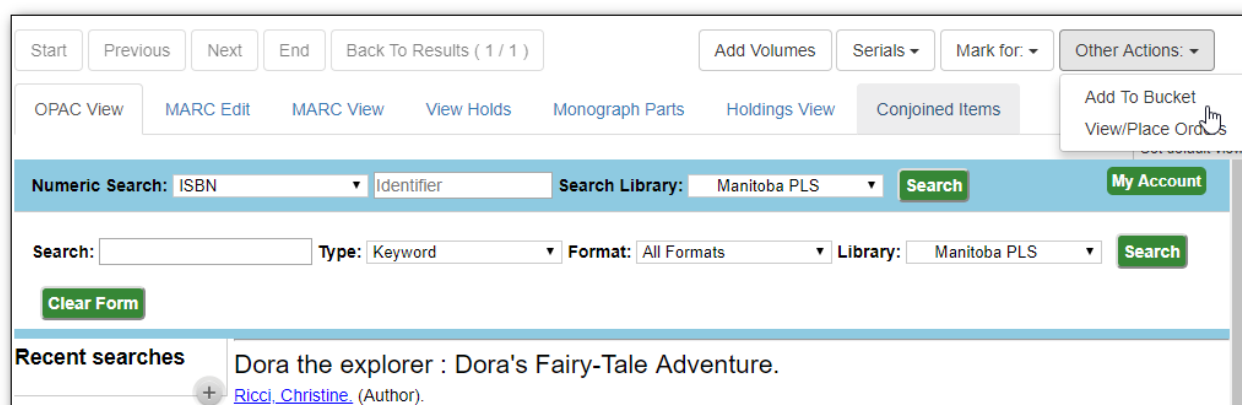 Start Previous Next End Back To Results ( 1 / 1 ) Add Volumes Serials Mark for: Other Actions:
OPAC View MARC Edit MARC View View Holds Monograph Parts Holdings View Conjoined Items
Add To Bucket
View/Place Orders
Set default view
Numeric Search: ISBN Identifier Search Library: Manitoba PLS Search My Account
Search: Type: Keyword Format: All Formats Library: Manitoba PLS Search
Clear Form
Recent searches
+
Dora the explorer : Dora's Fairy-Tale Adventure.
Ricci, Christine. (Author).